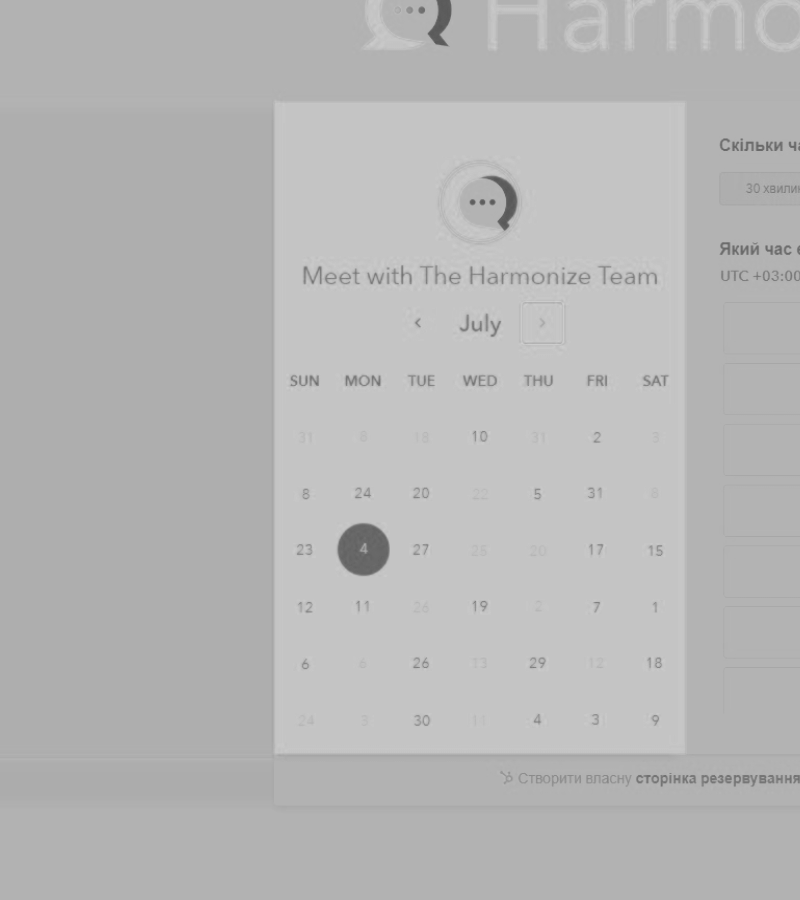 Harmo
Скільки ча
30 хвилин
Meet with The Harmonize Team
Який час є
UTC +03:00
‹ July ›
SUN MON TUE WED THU FRI SAT
31 6 18 10 31 2 3
8 24 20 22 5 31 6
23 4 27 25 20 17 15
12 11 26 19 2 7 1
6 6 26 13 29 12 18
24 3 30 11 4 3 9
Створити власну сторінка резервування